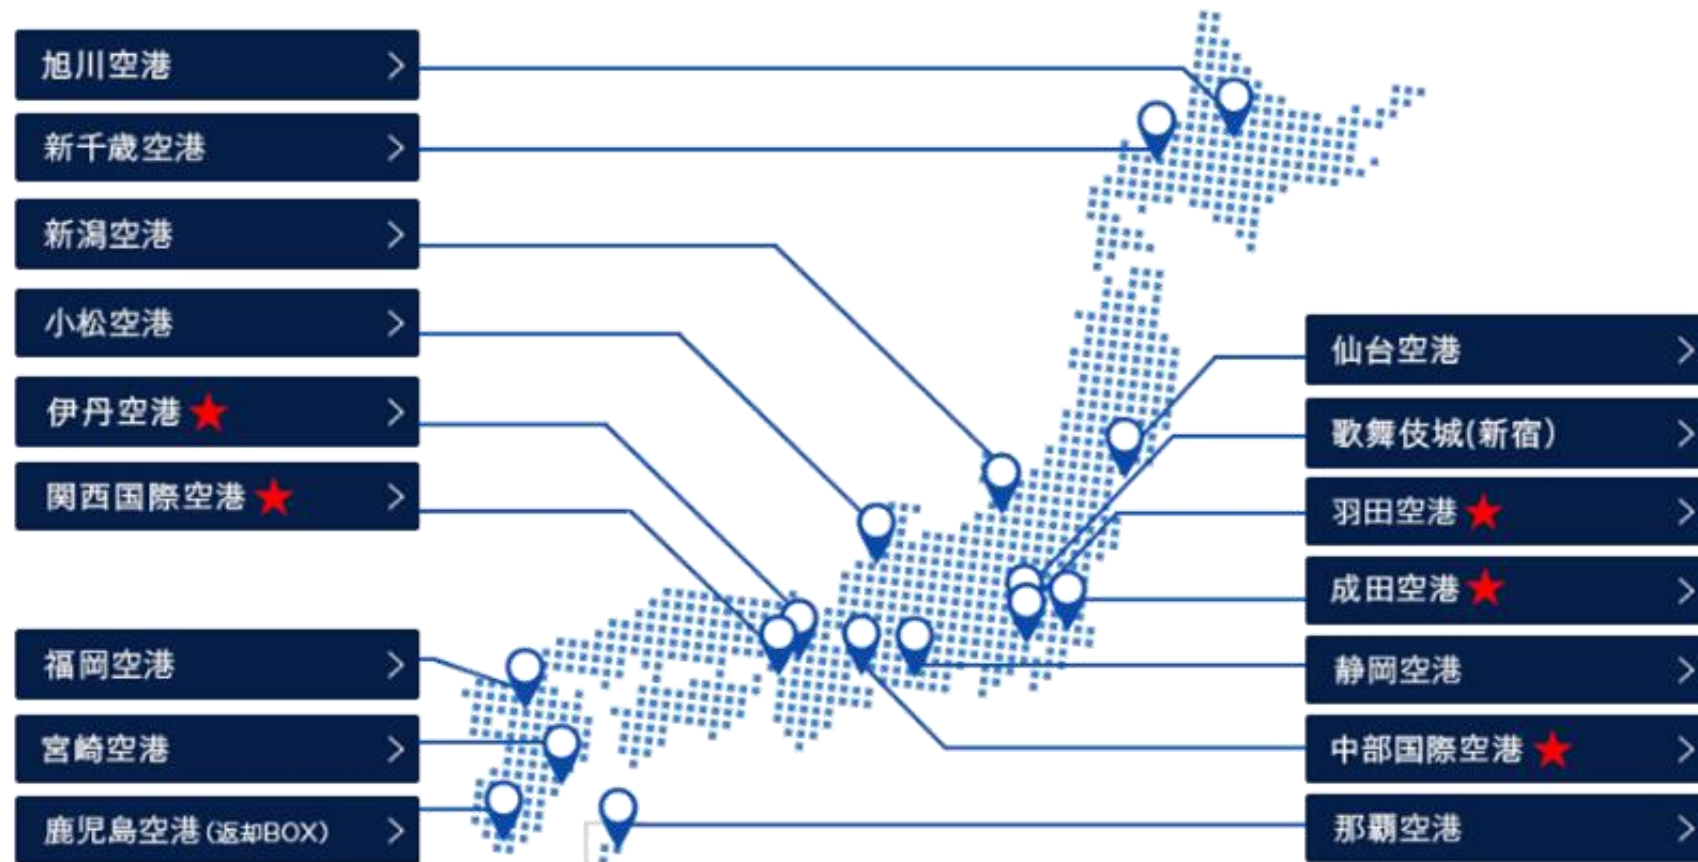 旭川空港
新千歳空港
新潟空港
小松空港
伊丹空港★
関西国際空港★
福岡空港
宮崎空港
鹿児島空港(返却BOX)
仙台空港
歌舞伎城(新宿)
羽田空港★
成田空港★
静岡空港
中部国際空港★
那覇空港